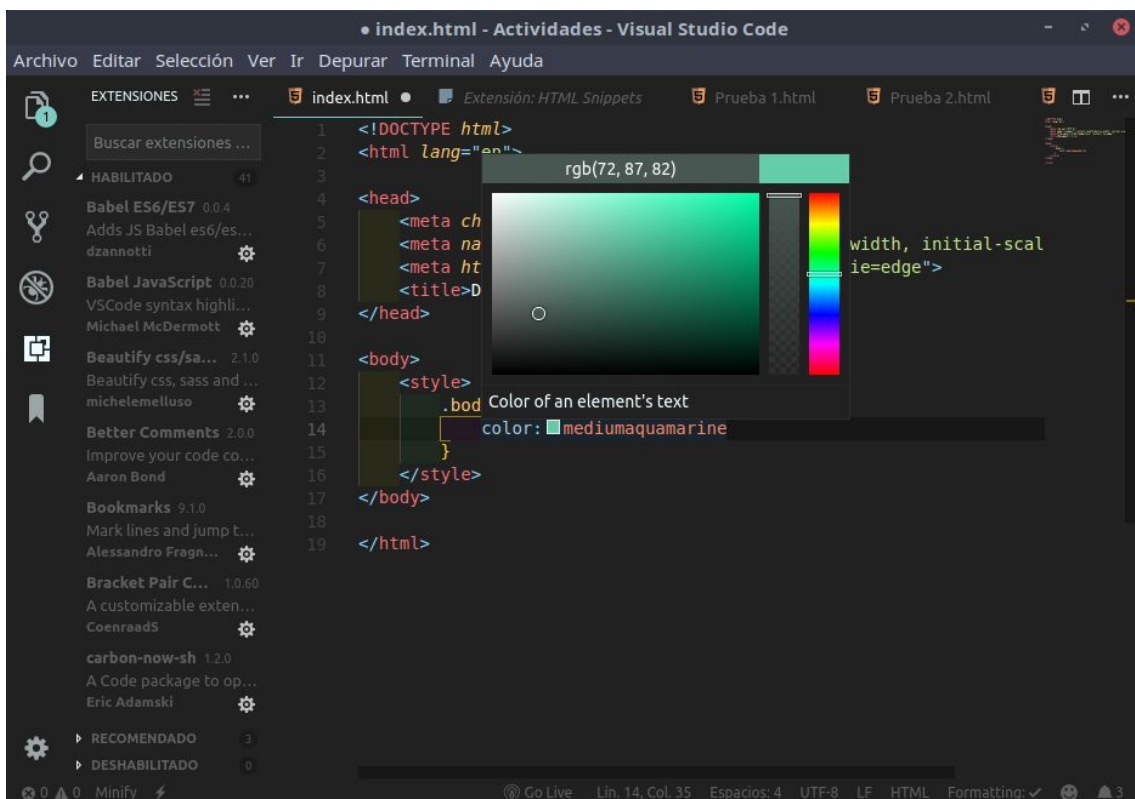 ● index.html - Actividades - Visual Studio Code
Archivo Editar Selección Ver Ir Depurar Terminal Ayuda
1
EXTENSIONES
Buscar extensiones ...
HABILITADO 41
Babel ES6/ES7 0.0.4
Adds JS Babel es6/es...
dzannotti
Babel JavaScript 0.0.20
VSCode syntax highli...
Michael McDermott
Beautify css/sa... 2.1.0
Beautify css, sass and ...
michelemelluso
Better Comments 2.0.0
Improve your code co...
Aaron Bond
Bookmarks 9.1.0
Mark lines and jump t...
Alessandro Fragn...
Bracket Pair C... 1.0.60
A customizable exten...
CoenraadS
carbon-now-sh 1.2.0
A Code package to op...
Eric Adamski
RECOMENDADO 3
DESHABILITADO 0
index.html ● Extensión: HTML Snippets Prueba 1.html Prueba 2.html
1 <!DOCTYPE html>
2 <html lang="en">
3
4 <head>
5 <meta ch
6 <meta na width, initial-scal
7 <meta ht ie=edge">
8 <title>D
9 </head>
10
11 <body>
12 <style>
13 .bod
14 color: mediumaquamarine
15 }
16 </style>
17 </body>
18
19 </html>
rgb(72, 87, 82)
Color of an element's text
0 0 Minify Go Live Lín. 14, Col. 35 Espacios: 4 UTF-8 LF HTML Formatting: ✓ 3